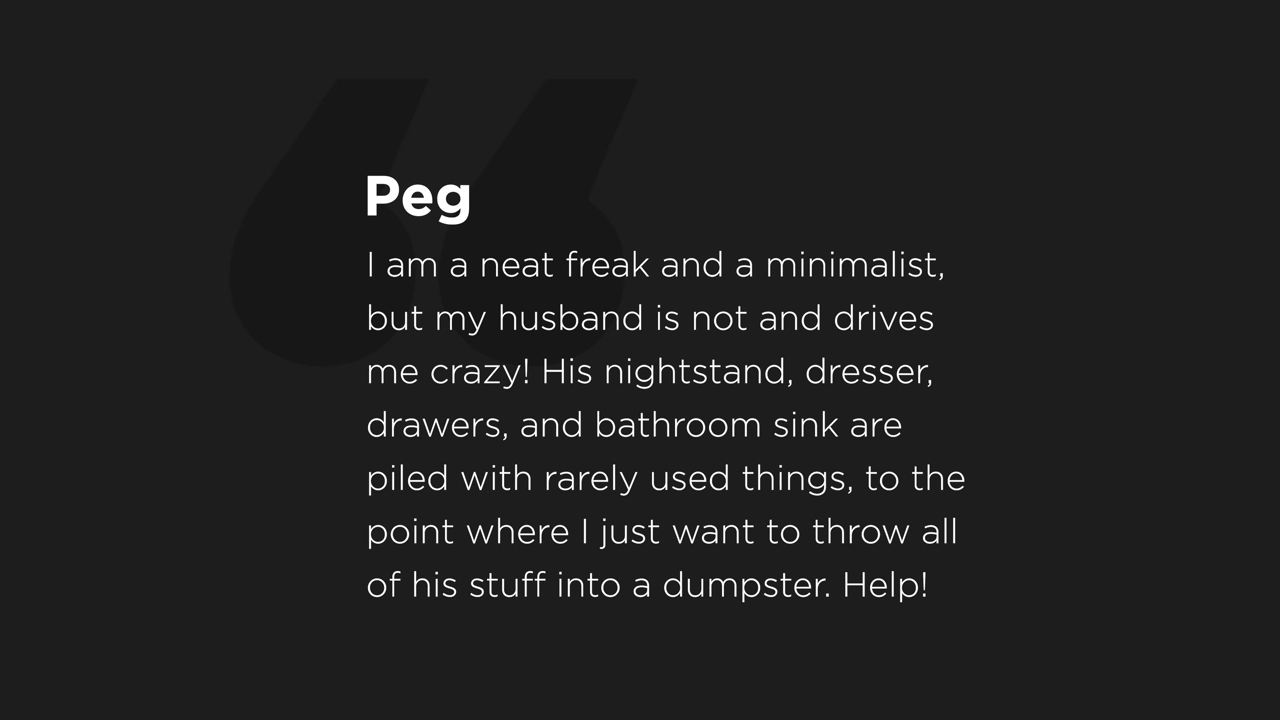 Peg
I am a neat freak and a minimalist,
but my husband is not and drives
me crazy! His nightstand, dresser,
drawers, and bathroom sink are
piled with rarely used things, to the
point where I just want to throw all
of his stuff into a dumpster. Help!